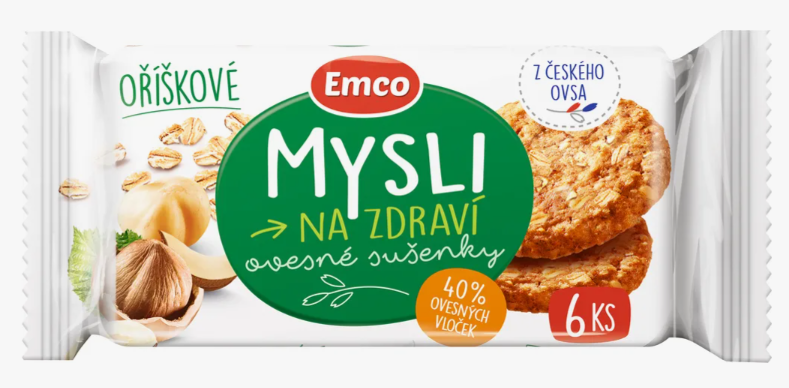 OŘÍŠKOVÉ
Emco
Z ČESKÉHO
OVSA
MYSLI
NA ZDRAVÍ
ovesné sušenky
40%
OVESNÝCH
VLOČEK
6 KS